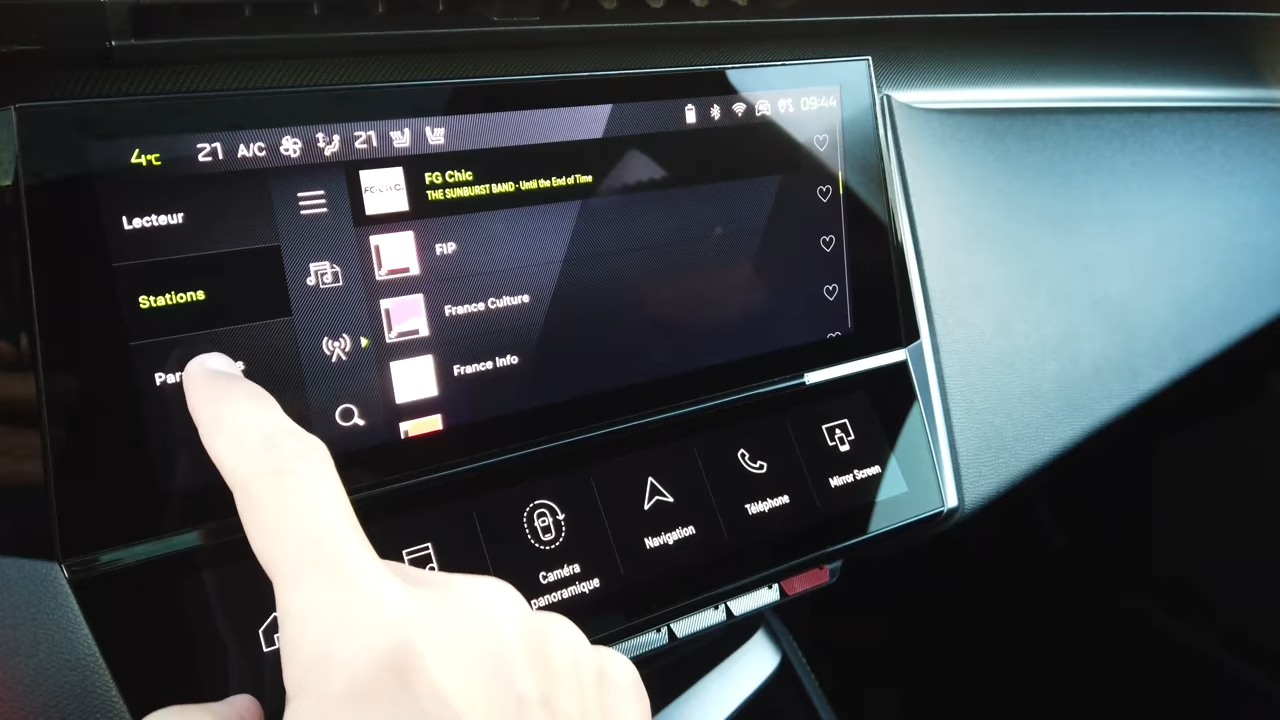 4°C 21 A/C 21 09:44
Lecteur
Stations
FG Chic
THE SUNBURST BAND - Until the End of Time
FIP
France Culture
France Info
Caméra
panoramique
Navigation
Téléphone
Mirror Screen